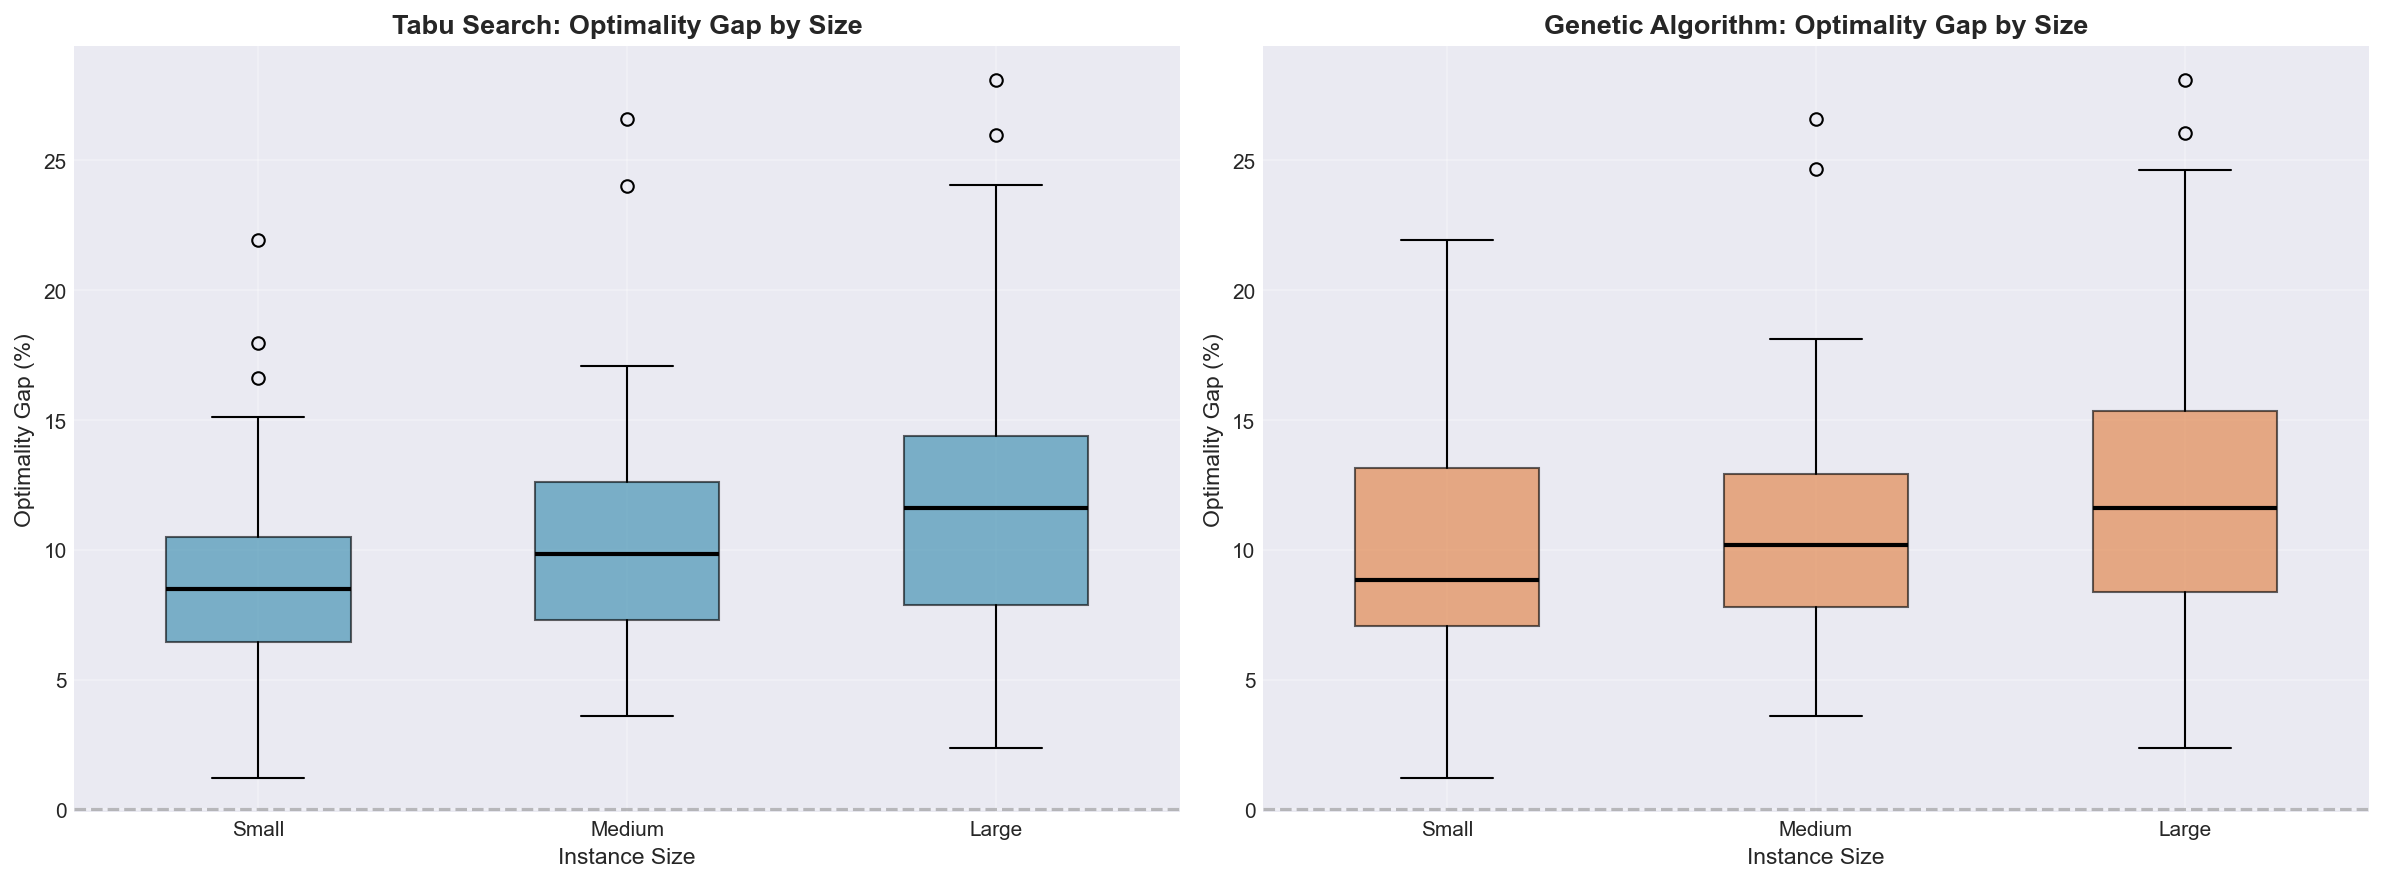 Tabu Search: Optimality Gap by Size
Optimality Gap (%)
25
20
15
10
5
0
Small
Medium
Large
Instance Size
Genetic Algorithm: Optimality Gap by Size
Optimality Gap (%)
25
20
15
10
5
0
Small
Medium
Large
Instance Size